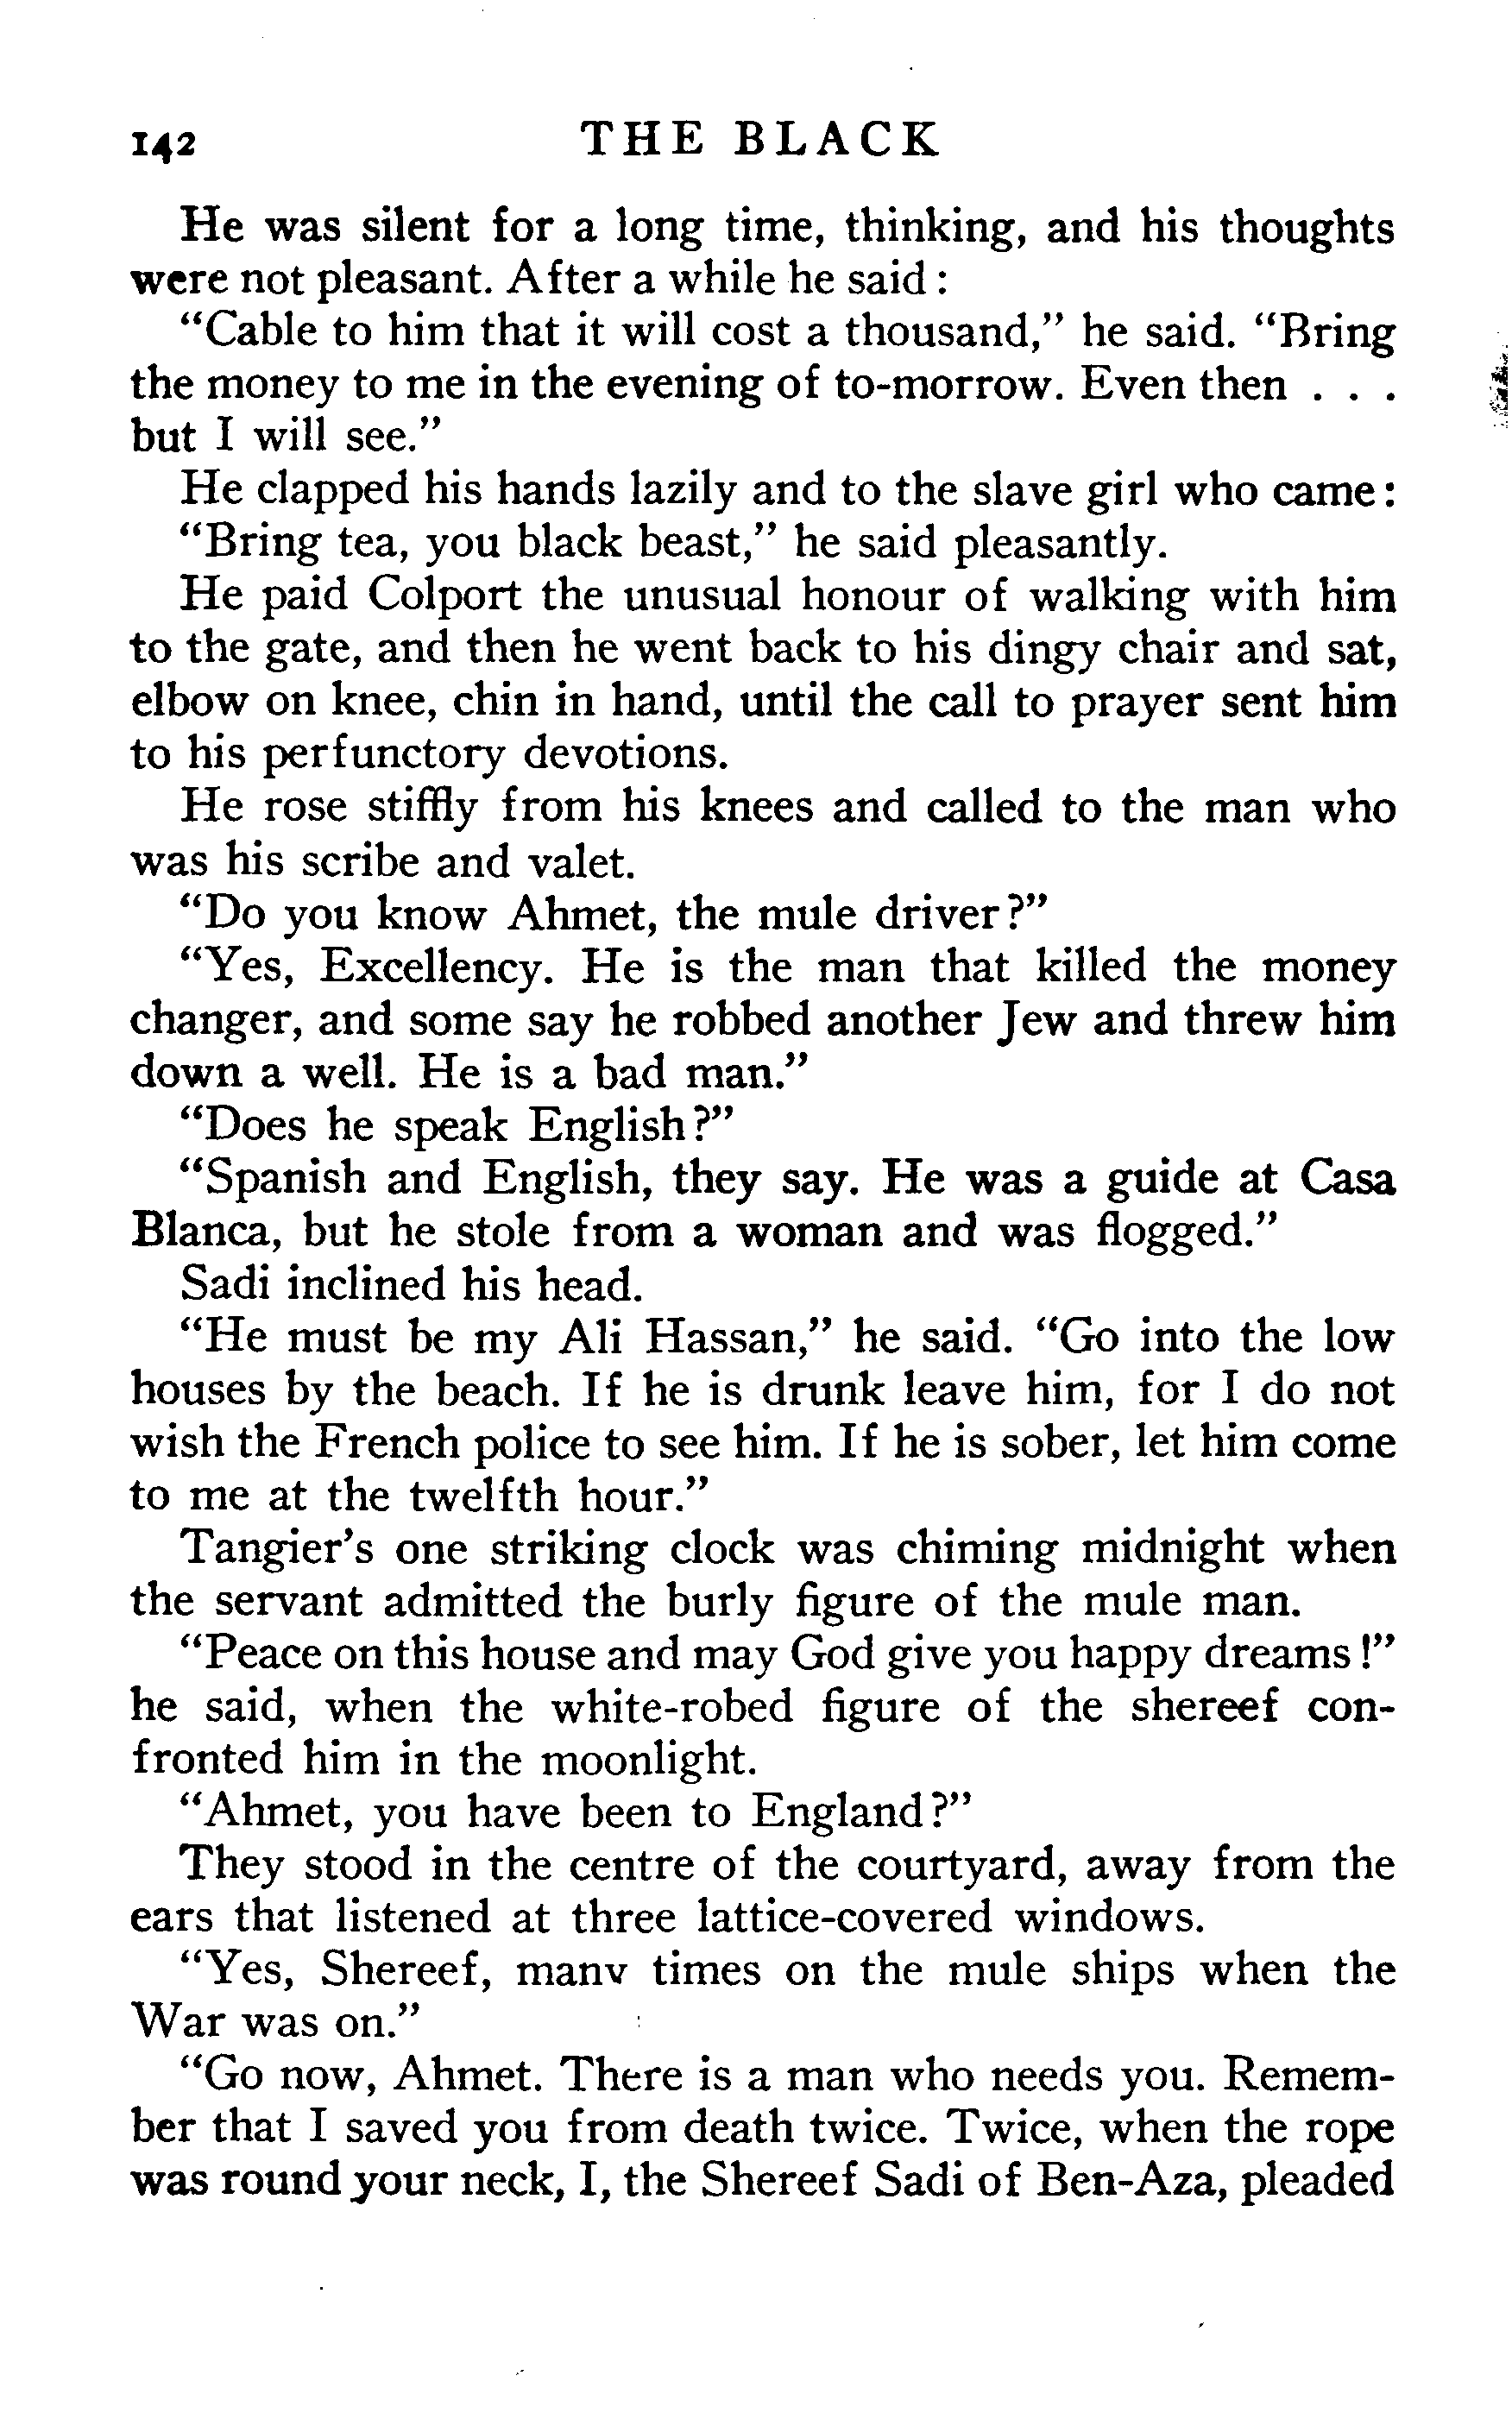 142 THE BLACK
He was silent for a long time, thinking, and his thoughts
were not pleasant. After a while he said :
“Cable to him that it will cost a thousand,” he said. “Bring
the money to me in the evening of to-morrow. Even then . . .
but I will see.”
He clapped his hands lazily and to the slave girl who came :
“Bring tea, you black beast,” he said pleasantly.
He paid Colport the unusual honour of walking with him
to the gate, and then he went back to his dingy chair and sat,
elbow on knee, chin in hand, until the call to prayer sent him
to his perfunctory devotions.
He rose stiffly from his knees and called to the man who
was his scribe and valet.
“Do you know Ahmet, the mule driver?”
“Yes, Excellency. He is the man that killed the money
changer, and some say he robbed another Jew and threw him
down a well. He is a bad man.”
“Does he speak English?”
“Spanish and English, they say. He was a guide at Casa
Blanca, but he stole from a woman and was flogged.”
Sadi inclined his head.
“He must be my Ali Hassan,” he said. “Go into the low
houses by the beach. If he is drunk leave him, for I do not
wish the French police to see him. If he is sober, let him come
to me at the twelfth hour.”
Tangier’s one striking clock was chiming midnight when
the servant admitted the burly figure of the mule man.
“Peace on this house and may God give you happy dreams !”
he said, when the white-robed figure of the shereef con-
fronted him in the moonlight.
“Ahmet, you have been to England?”
They stood in the centre of the courtyard, away from the
ears that listened at three lattice-covered windows.
“Yes, Shereef, many times on the mule ships when the
War was on.”
“Go now, Ahmet. There is a man who needs you. Remem-
ber that I saved you from death twice. Twice, when the rope
was round your neck, I, the Shereef Sadi of Ben-Aza, pleaded